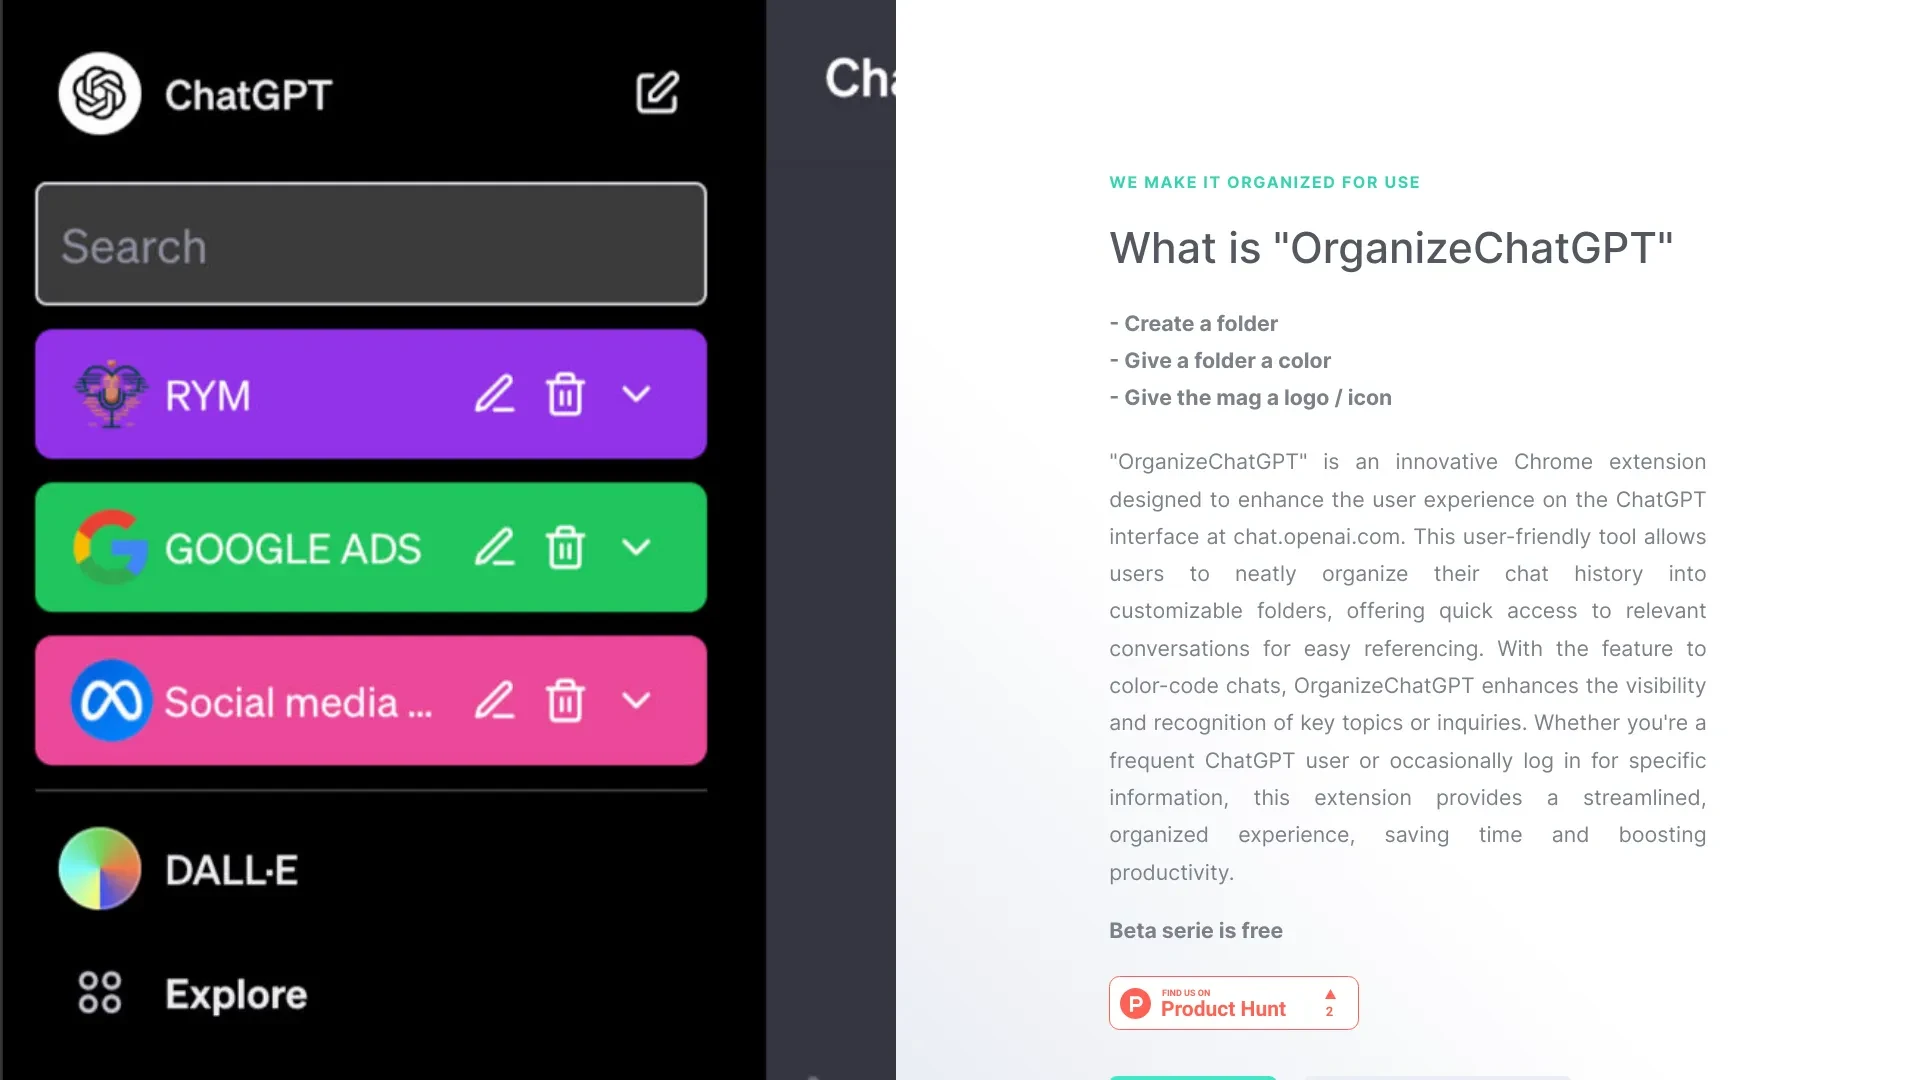 ChatGPT
Search
RYM
GOOGLE ADS
Social media ...
DALL·E
Explore
Cha
WE MAKE IT ORGANIZED FOR USE
What is "OrganizeChatGPT"
- Create a folder
- Give a folder a color
- Give the mag a logo / icon
"OrganizeChatGPT" is an innovative Chrome extension
designed to enhance the user experience on the ChatGPT
interface at chat.openai.com. This user-friendly tool allows
users to neatly organize their chat history into
customizable folders, offering quick access to relevant
conversations for easy referencing. With the feature to
color-code chats, OrganizeChatGPT enhances the visibility
and recognition of key topics or inquiries. Whether you're a
frequent ChatGPT user or occasionally log in for specific
information, this extension provides a streamlined,
organized experience, saving time and boosting
productivity.
Beta serie is free
P
FIND US ON
Product Hunt
2